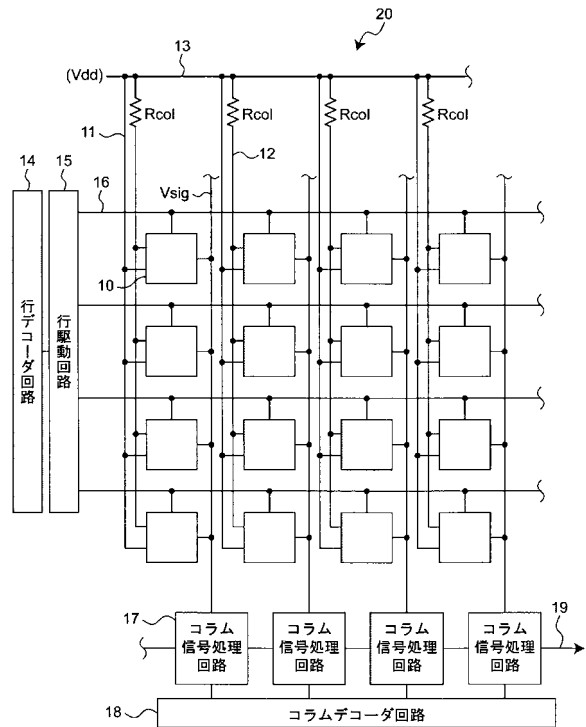 20
13
(Vdd)
Rcol
Rcol
Rcol
Rcol
11
12
14
15
16
Vsig
10
行デコーダ回路
行駆動回路
17
コラム
信号処理
回路
コラム
信号処理
回路
コラム
信号処理
回路
コラム
信号処理
回路
19
18
コラムデコーダ回路